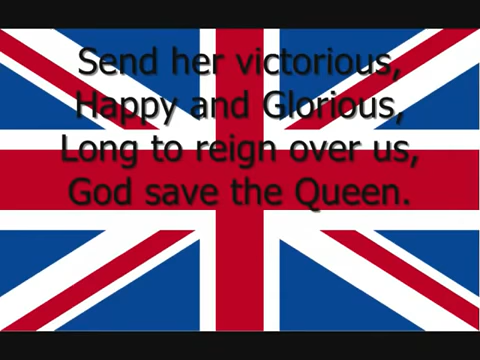 Send her victorious,
Happy and Glorious,
Long to reign over us,
God save the Queen.